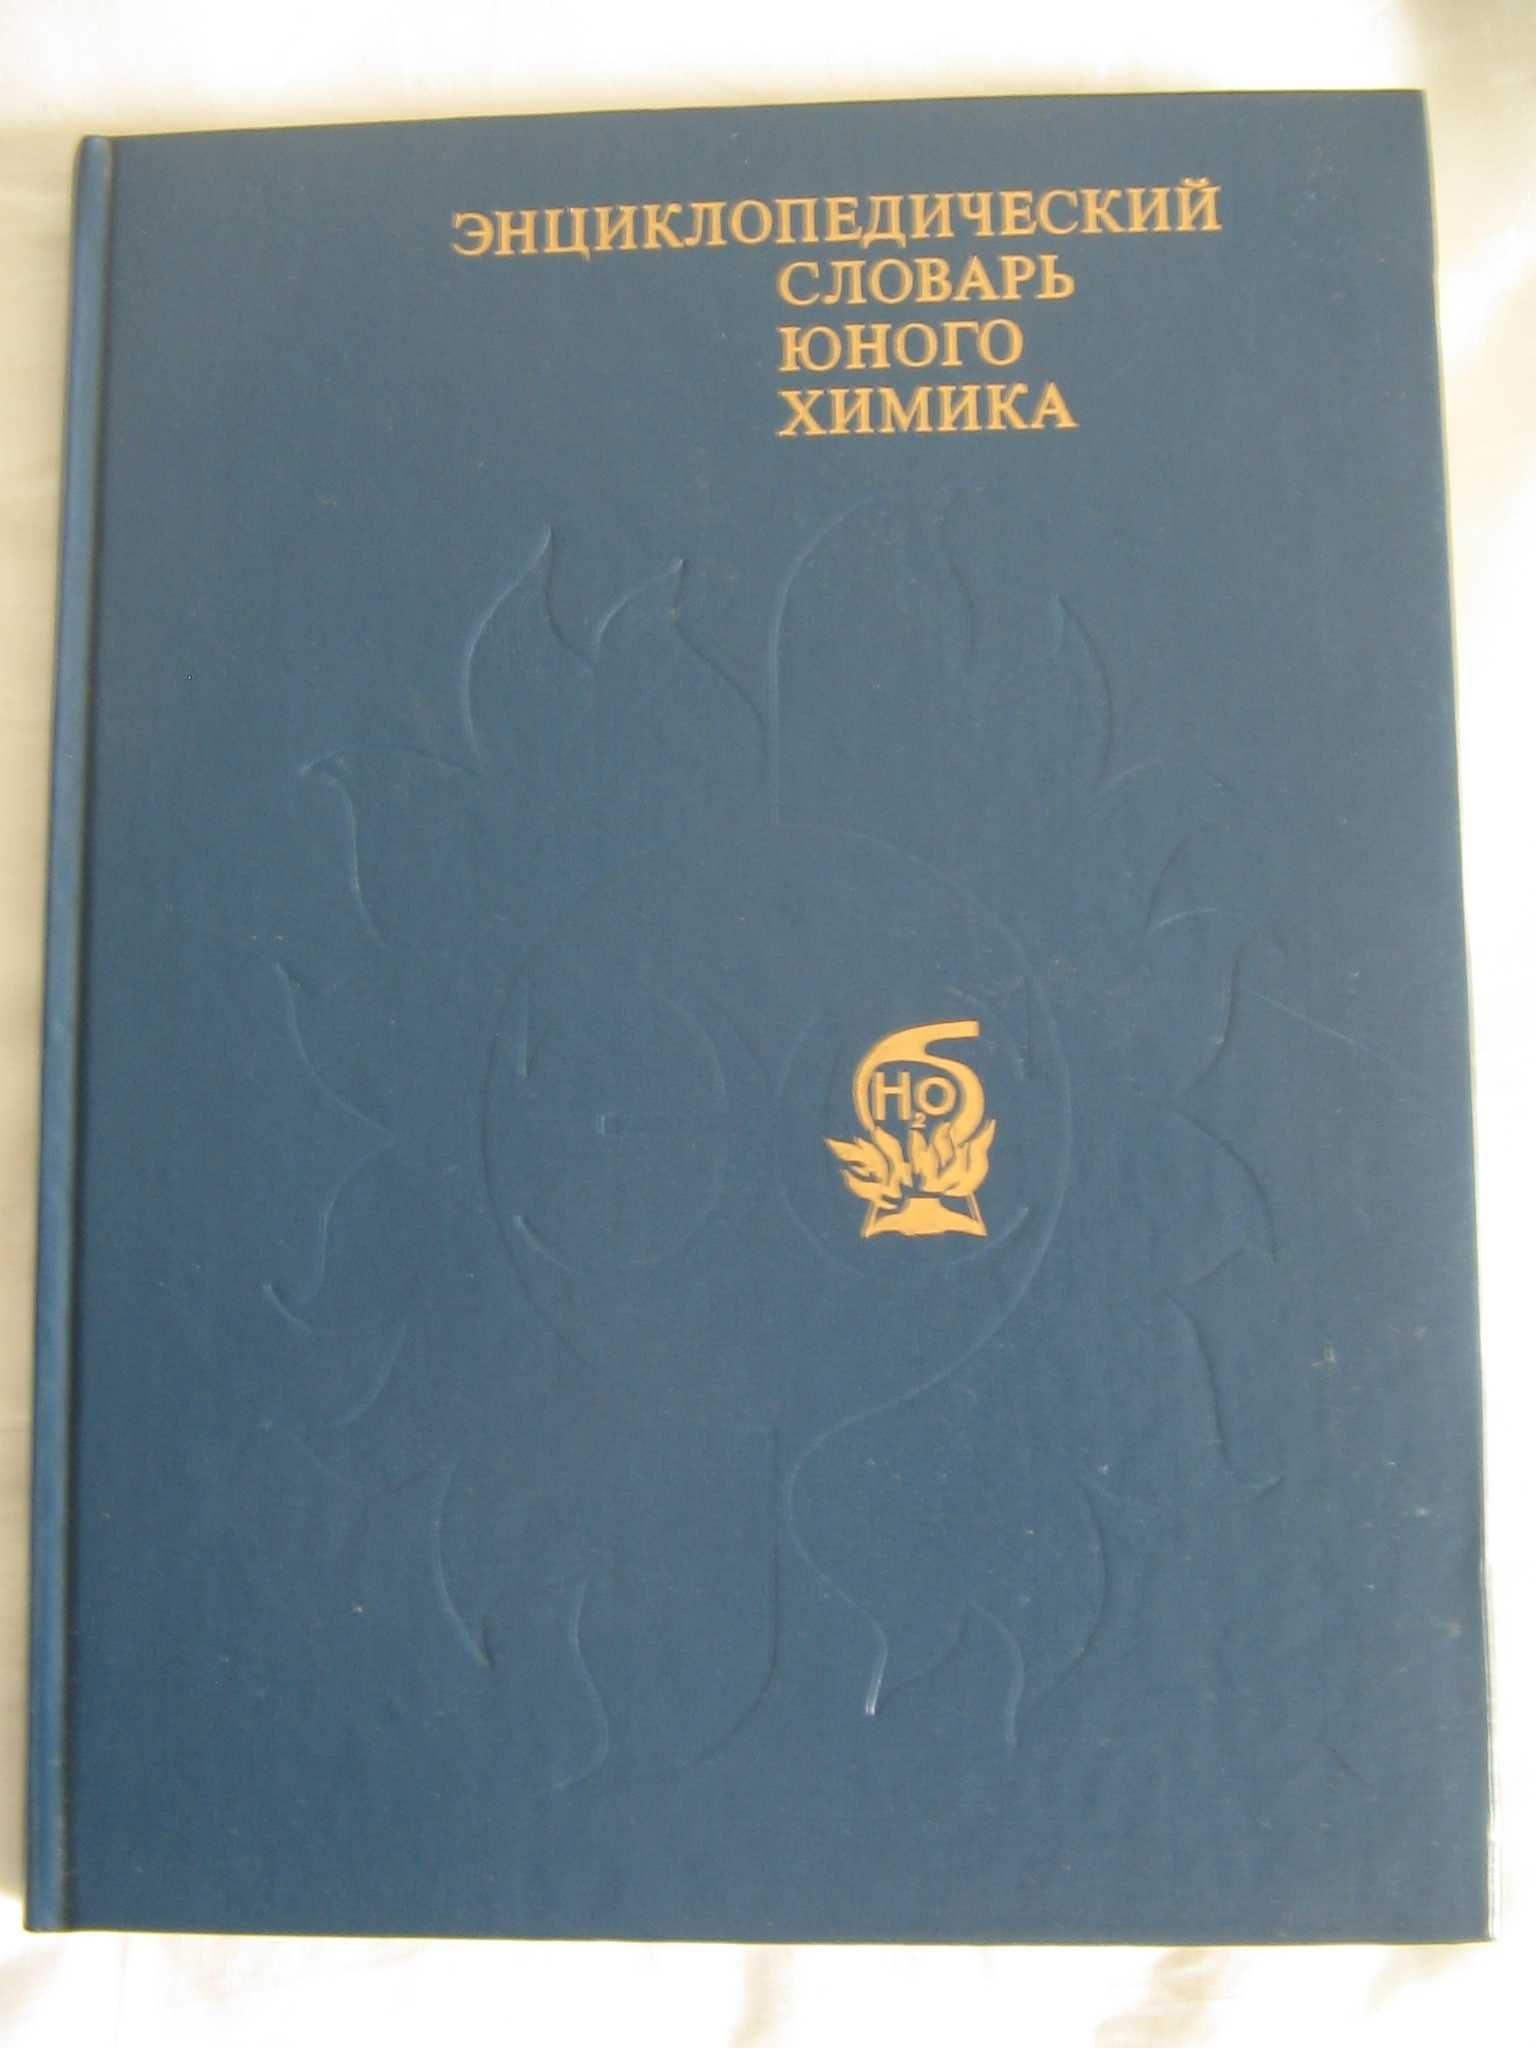 ЭНЦИКЛОПЕДИЧЕСКИЙ
СЛОВАРЬ
ЮНОГО
ХИМИКА
H₂O